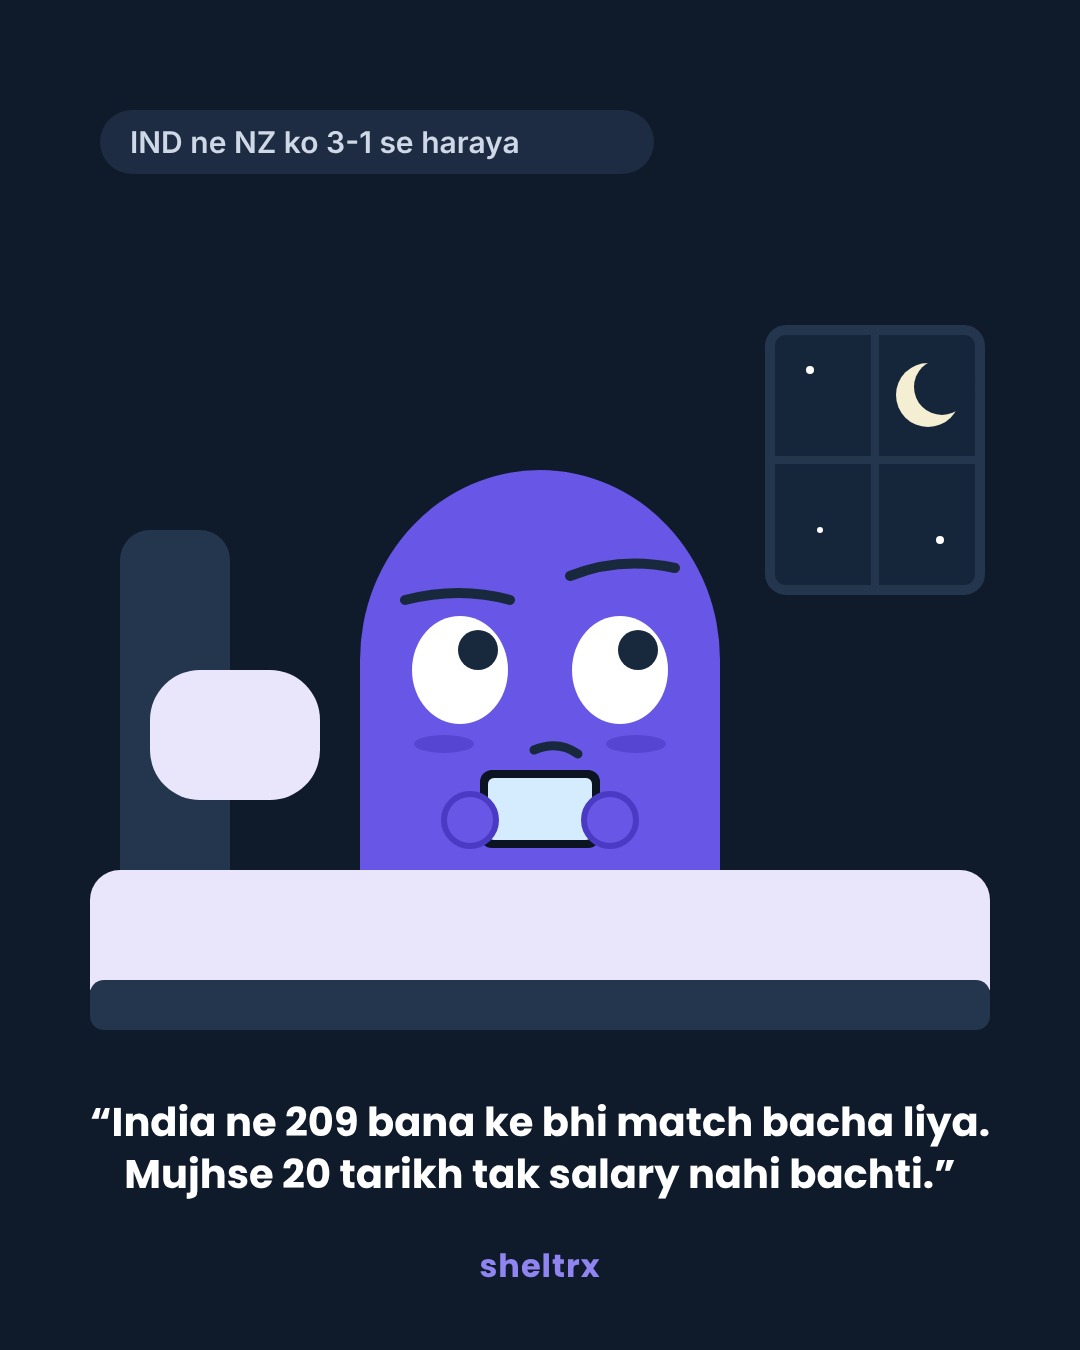 IND ne NZ ko 3-1 se haraya
“India ne 209 bana ke bhi match bacha liya.
Mujhse 20 tarikh tak salary nahi bachti.”
sheltrx